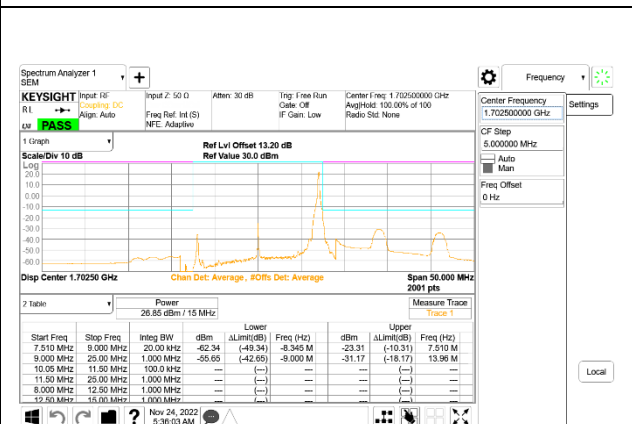 Spectrum Analyzer 1
SEM
Frequency
KEYSIGHT Input: RF Input Z: 50 Ω Atten: 30 dB Trig: Free Run Center Freq: 1.702500000 GHz
RL Coupling: DC Gate: Off Avg|Hold: 100.00% of 100
Align: Auto Freq Ref: Int (S) IF Gain: Low Radio Std: None
PASS NFE: Adaptive
Center Frequency
1.702500000 GHz
Settings
CF Step
5.000000 MHz
Auto
Man
Freq Offset
0 Hz
1 Graph
Ref Lvl Offset 13.20 dB
Scale/Div 10 dB Ref Value 30.0 dBm
Log
20.0
10.0
0.00
-10.0
-20.0
-30.0
-40.0
-50.0
-60.0
Disp Center 1.70250 GHz Chan Det: Average , #Offs Det: Average Span 50.000 MHz
2001 pts
2 Table Power Measure Trace
26.85 dBm / 15 MHz Trace 1
Lower Upper
Start Freq Stop Freq Integ BW dBm ΔLimit(dB) Freq (Hz) dBm ΔLimit(dB) Freq (Hz)
7.510 MHz 9.000 MHz 20.00 kHz -62.34 (-49.34) -8.345 M -23.31 (-10.31) 7.510 M
9.000 MHz 25.00 MHz 1.000 MHz -55.65 (-42.65) -9.000 M -31.17 (-18.17) 13.96 M
10.05 MHz 11.50 MHz 100.0 kHz --- (---) --- --- (---) ---
11.50 MHz 25.00 MHz 1.000 MHz --- (---) --- --- (---) ---
8.000 MHz 12.50 MHz 1.000 MHz --- (---) --- --- (---) ---
12.50 MHz 15.00 MHz 1.000 MHz --- (---) --- --- (---) ---
Local
Nov 24, 2022
5:36:03 AM